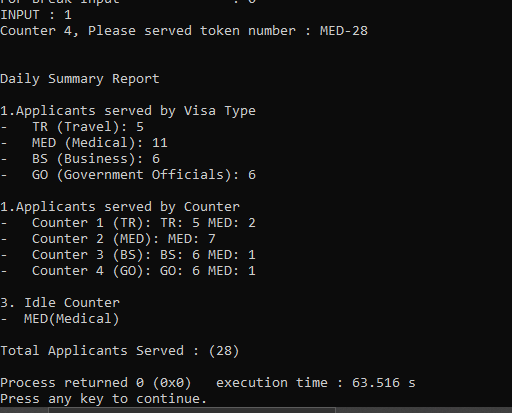 For Break Input                : 0
INPUT : 1
Counter 4, Please served token number : MED-28
Daily Summary Report
1.Applicants served by Visa Type
-   TR (Travel): 5
-   MED (Medical): 11
-   BS (Business): 6
-   GO (Government Officials): 6
1.Applicants served by Counter
-   Counter 1 (TR): TR: 5 MED: 2
-   Counter 2 (MED): MED: 7
-   Counter 3 (BS): BS: 6 MED: 1
-   Counter 4 (GO): GO: 6 MED: 1
3. Idle Counter
-  MED(Medical)
Total Applicants Served : (28)
Process returned 0 (0x0)   execution time : 63.516 s
Press any key to continue.